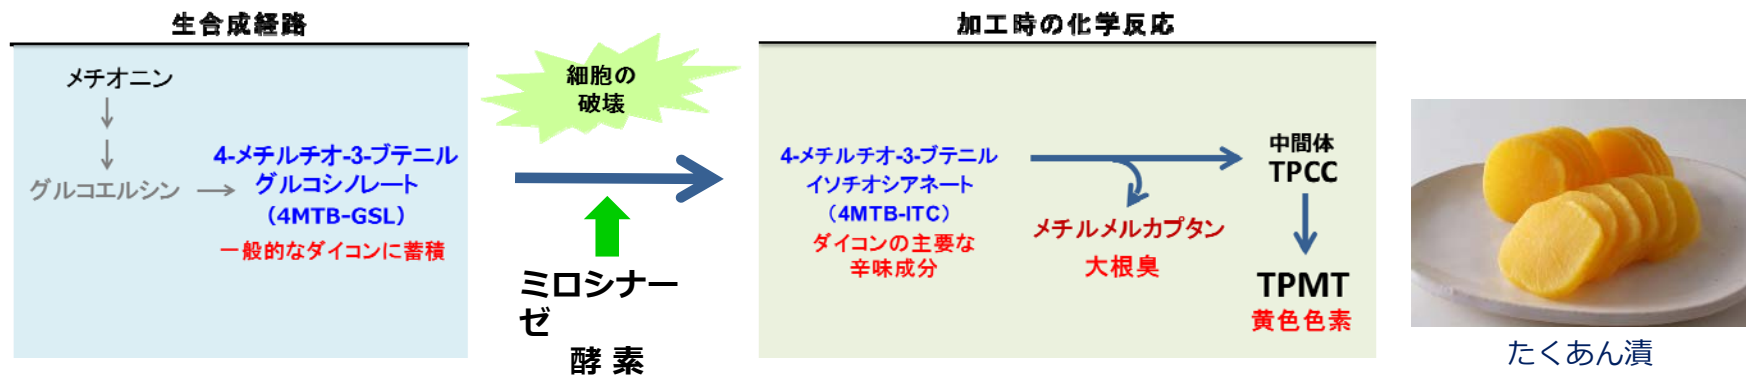 生合成経路
メチオニン
グルコエルシン
4-メチルチオ-3-ブテニル
グルコシノレート
（4MTB-GSL）
一般的なダイコンに蓄積
細胞の
破壊
ミロシナー
ゼ
酵 素
加工時の化学反応
4-メチルチオ-3-ブテニル
イソチオシアネート
（4MTB-ITC）
ダイコンの主要な
辛味成分
メチルメルカプタン
大根臭
中間体
TPCC
TPMT
黄色色素
たくあん漬